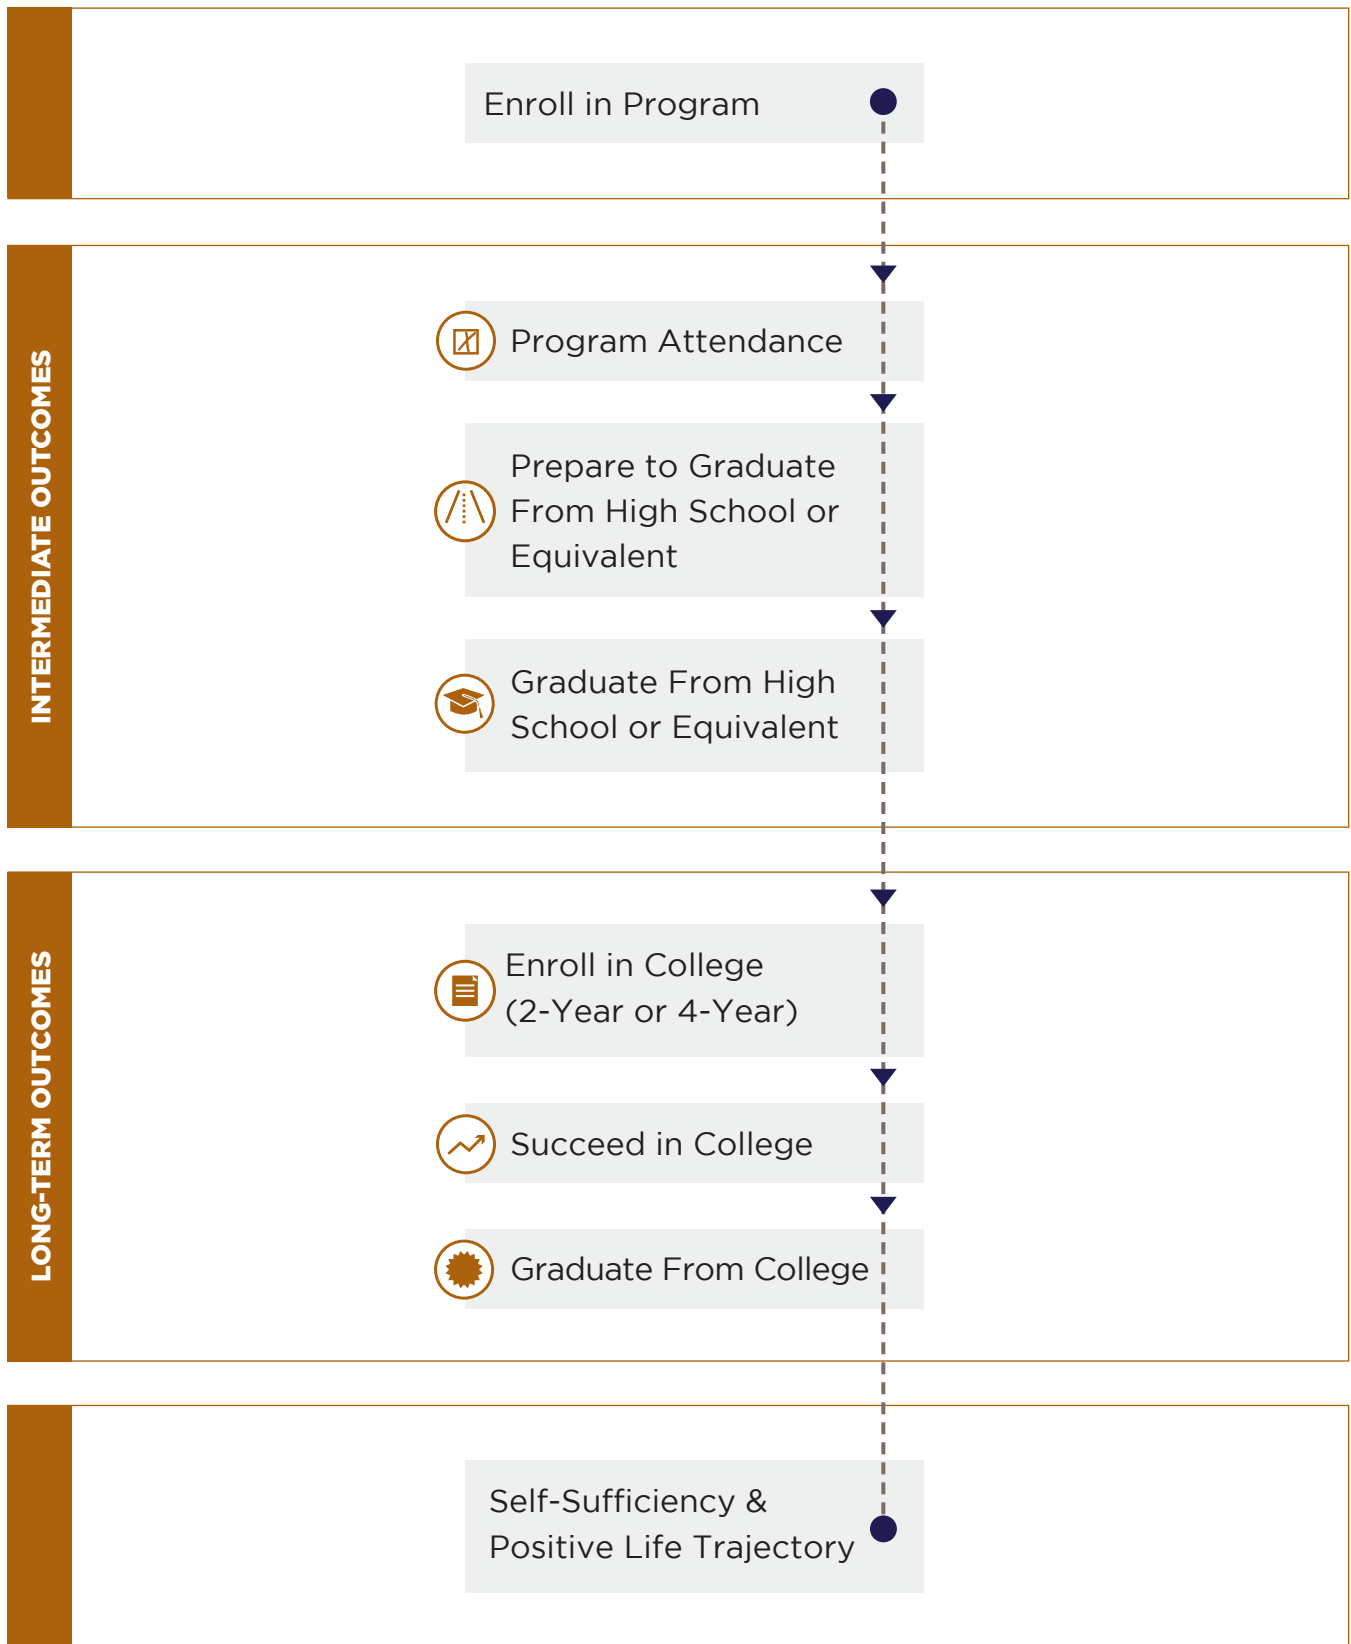 Enroll in Program
INTERMEDIATE OUTCOMES
Program Attendance
Prepare to Graduate
From High School or
Equivalent
Graduate From High
School or Equivalent
LONG-TERM OUTCOMES
Enroll in College
(2-Year or 4-Year)
Succeed in College
Graduate From College
Self-Sufficiency &
Positive Life Trajectory